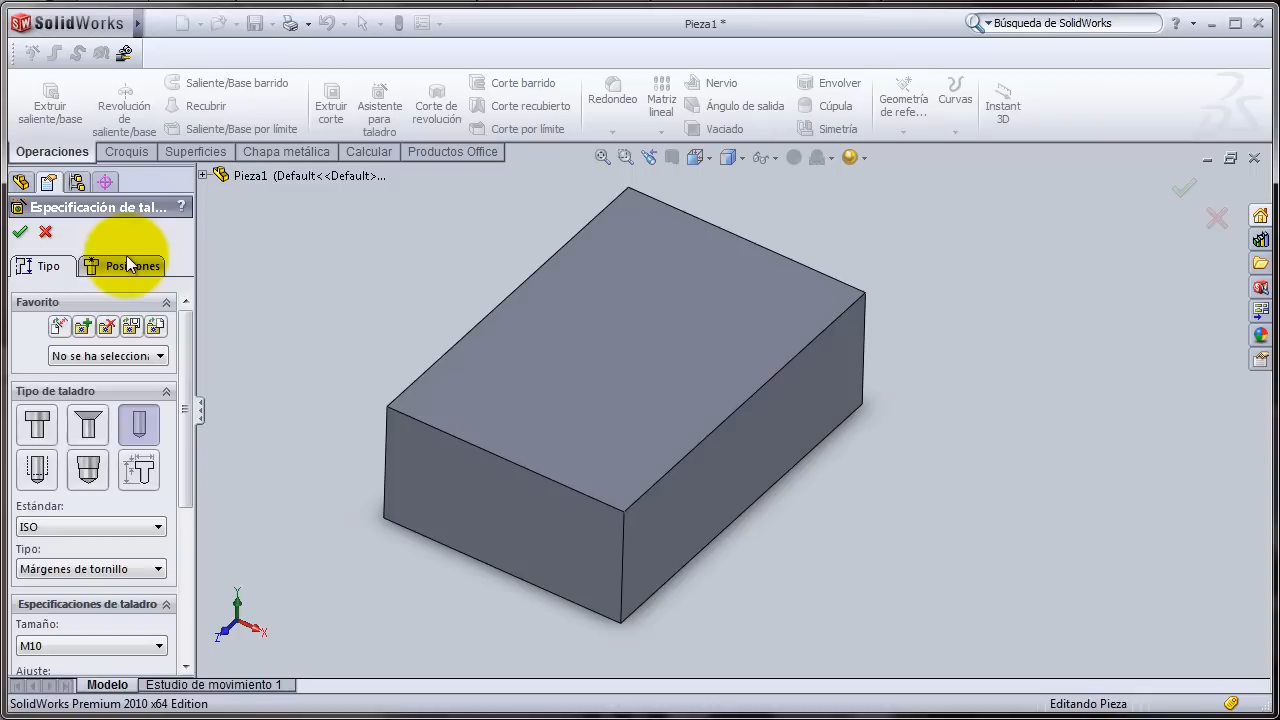 SolidWorks
Pieza1 *
Búsqueda de SolidWorks
Extruir
saliente/base
Revolución
de
saliente/base
Saliente/Base barrido
Recubrir
Saliente/Base por límite
Extruir
corte
Asistente
para
taladro
Corte de
revolución
Corte barrido
Corte recubierto
Corte por límite
Redondeo
Matriz
lineal
Nervio
Ángulo de salida
Vaciado
Envolver
Cúpula
Simetría
Geometría
de refe...
Curvas
Instant
3D
Operaciones
Croquis
Superficies
Chapa metálica
Calcular
Productos Office
Pieza1 (Default<<Default>...
Especificación de tal... ?
Tipo
Favorito
No se ha selecciona
Tipo de taladro
Estándar:
ISO
Tipo:
Márgenes de tornillo
Especificaciones de taladro
Tamaño:
M10
Ajuste:
Y
X
Z
Modelo
Estudio de movimiento 1
SolidWorks Premium 2010 x64 Edition
Editando Pieza